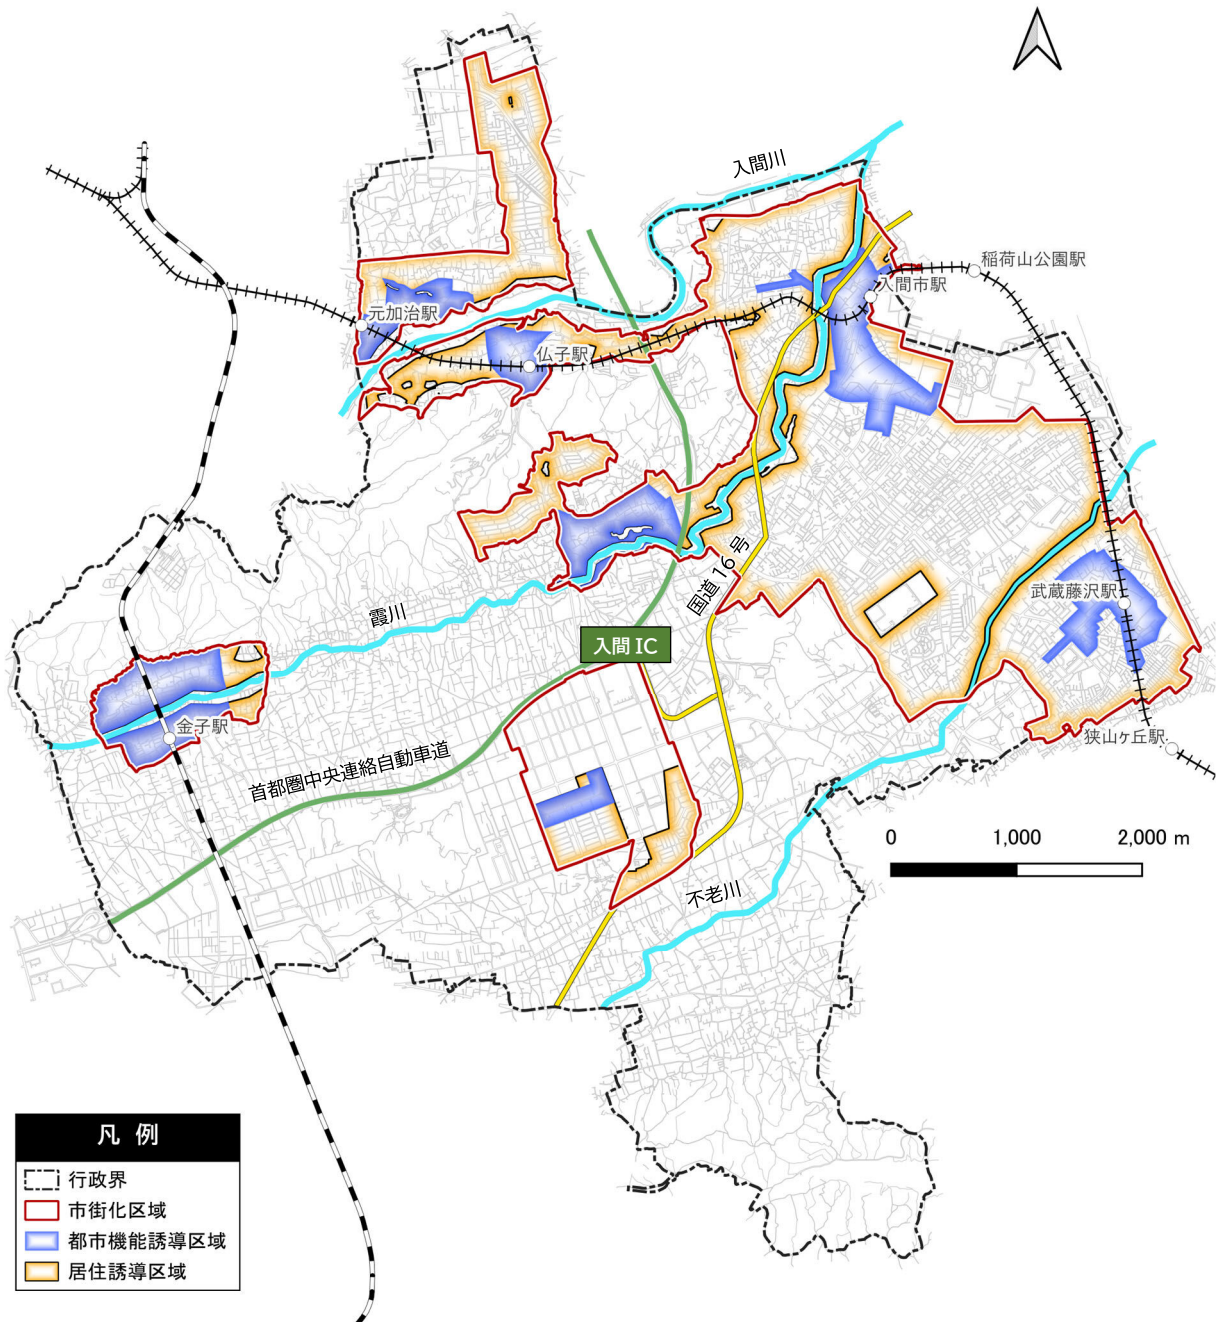 入間川
稲荷山公園駅
入間市駅
元加治駅
仏子駅
国道16号
武蔵藤沢駅
霞川
入間 IC
金子駅
狭山ヶ丘駅
首都圏中央連絡自動車道
0 1,000 2,000 m
不老川
凡 例
行政界
市街化区域
都市機能誘導区域
居住誘導区域